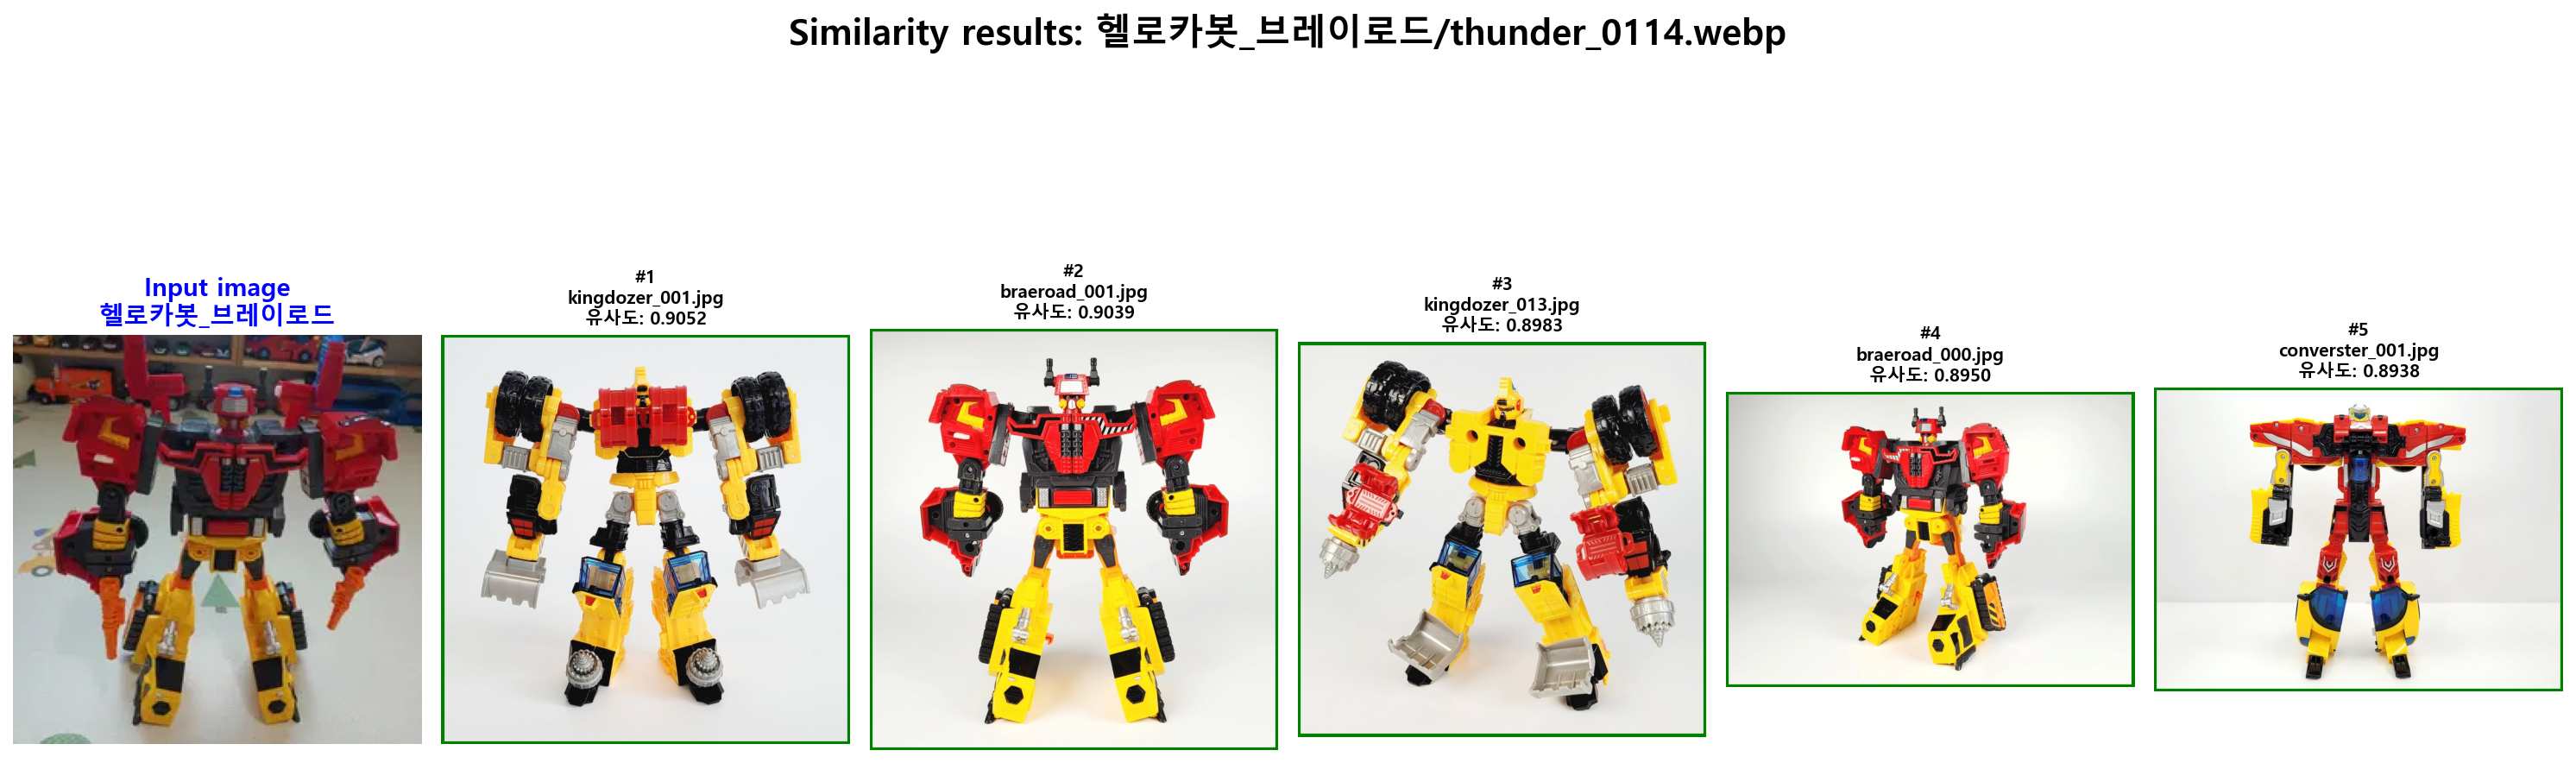 Similarity results: 헬로카봇_브레이로드/thunder_0114.webp
Input image
헬로카봇_브레이로드
#1
kingdozer_001.jpg
유사도: 0.9052
#2
braeroad_001.jpg
유사도: 0.9039
#3
kingdozer_013.jpg
유사도: 0.8983
#4
braeroad_000.jpg
유사도: 0.8950
#5
converster_001.jpg
유사도: 0.8938